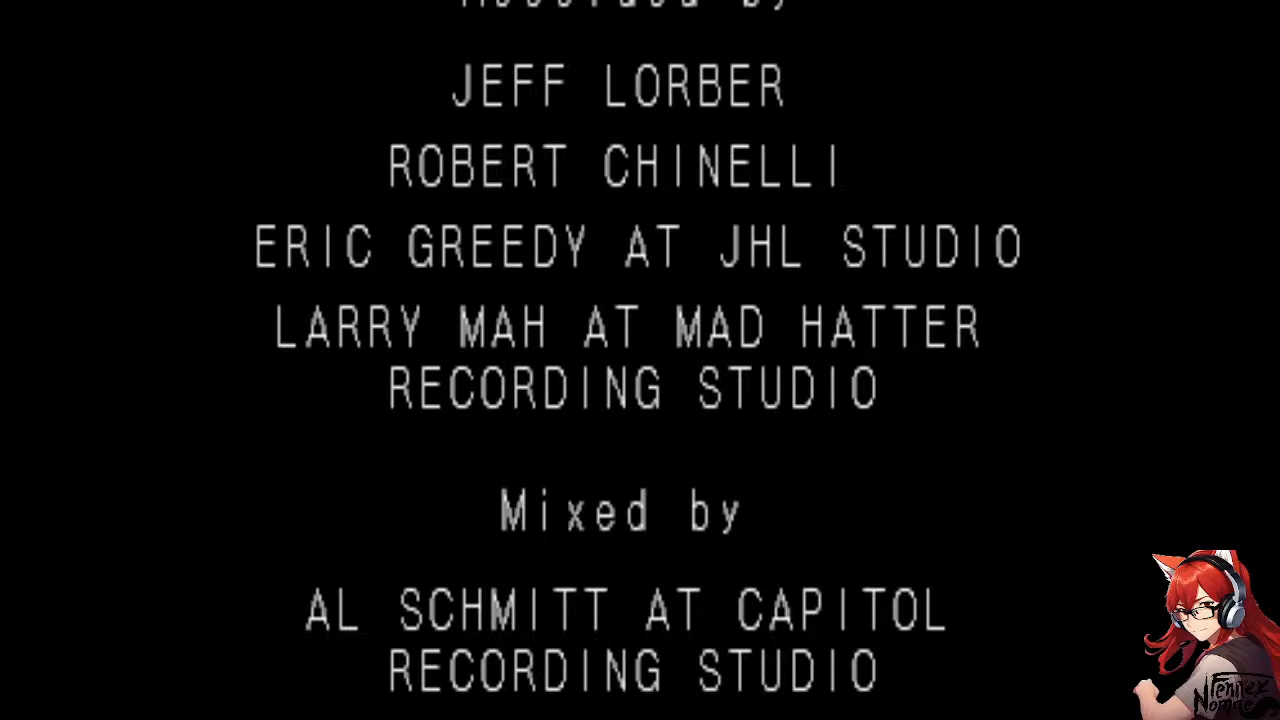 JEFF LORBER
ROBERT CHINELLI
ERIC GREEDY AT JHL STUDIO
LARRY MAH AT MAD HATTER
RECORDING STUDIO
Mixed by
AL SCHMITT AT CAPITOL
RECORDING STUDIO